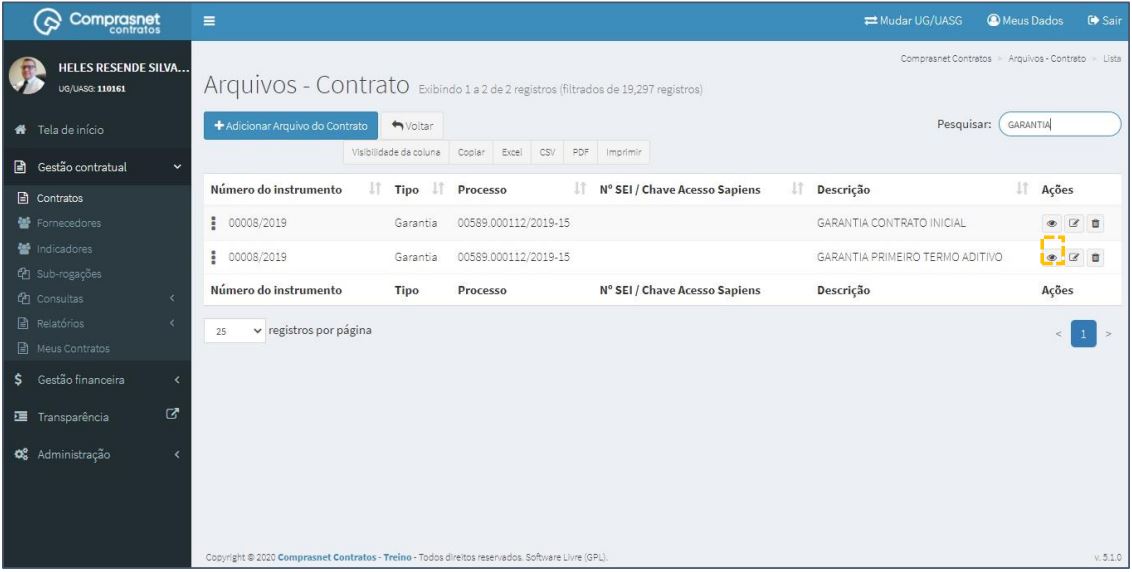 Comprasnet
contratos
Mudar UG/UASG Meus Dados Sair
HELES RESENDE SILVA...
UG/UASG: 110161
Comprasnet Contratos > Arquivos - Contrato > Lista
Arquivos - Contrato Exibindo 1 a 2 de 2 registros (filtrados de 19,297 registros)
+ Adicionar Arquivo do Contrato Voltar
Pesquisar: GARANTIA
Visibilidade da coluna Copiar Excel CSV PDF Imprimir
Tela de início
Gestão contratual
Contratos
Fornecedores
Indicadores
Sub-rogações
Consultas
Relatórios
Meus Contratos
Gestão financeira
Transparência
Administração
Número do instrumento Tipo Processo Nº SEI / Chave Acesso Sapiens Descrição Ações
00008/2019 Garantia 00589.000112/2019-15 GARANTIA CONTRATO INICIAL
00008/2019 Garantia 00589.000112/2019-15 GARANTIA PRIMEIRO TERMO ADITIVO
Número do instrumento Tipo Processo Nº SEI / Chave Acesso Sapiens Descrição Ações
25 registros por página
< 1 >
Copyright © 2020 Comprasnet Contratos - Treino - Todos direitos reservados. Software Livre (GPL).
v. 5.1.0